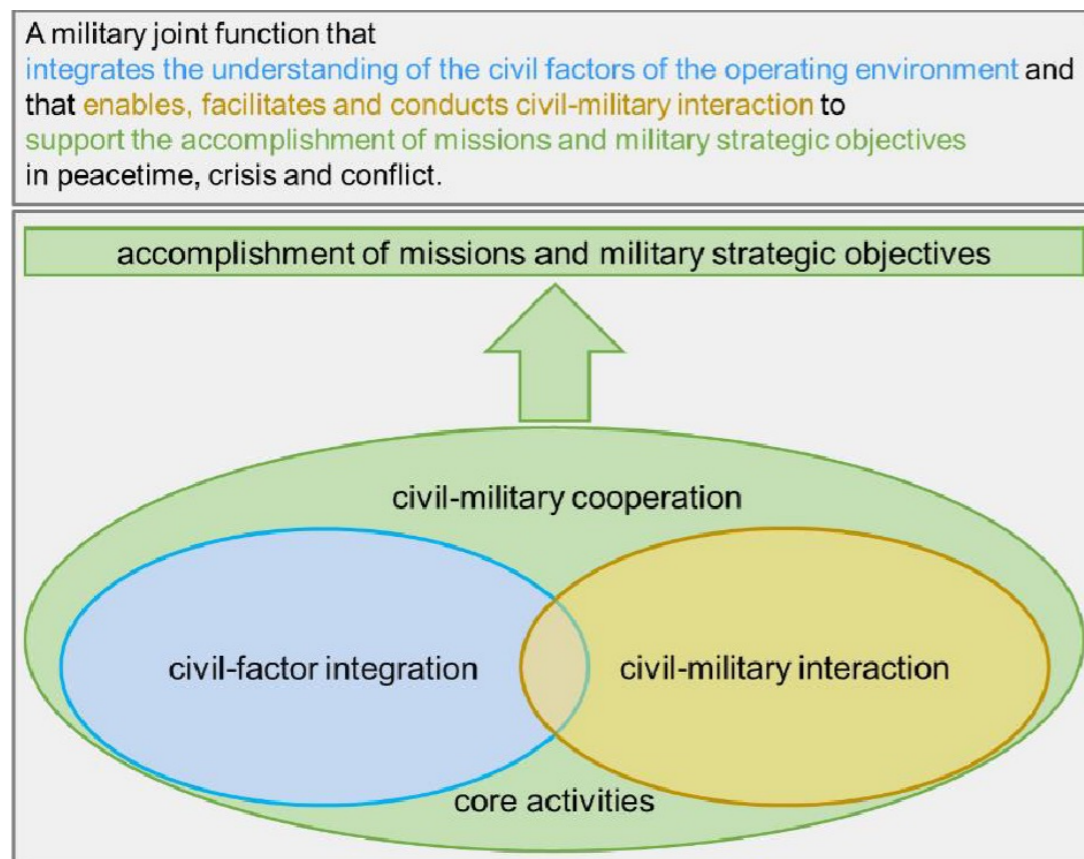 A military joint function that
integrates the understanding of the civil factors of the operating environment and
that enables, facilitates and conducts civil-military interaction to
support the accomplishment of missions and military strategic objectives
in peacetime, crisis and conflict.
accomplishment of missions and military strategic objectives
civil-military cooperation
civil-factor integration
civil-military interaction
core activities